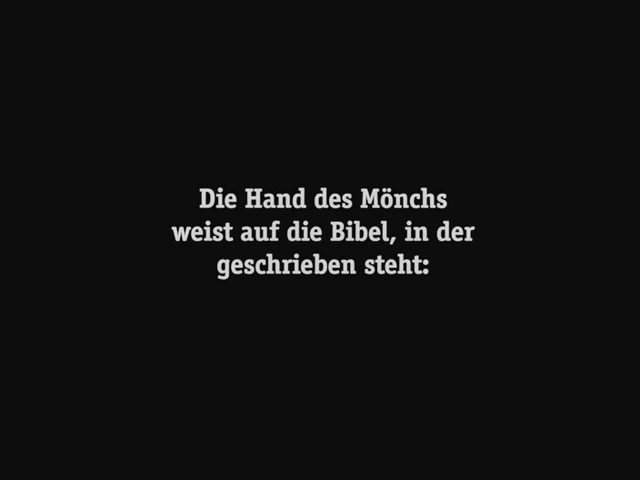 Die Hand des Mönchs
weist auf die Bibel, in der
geschrieben steht: